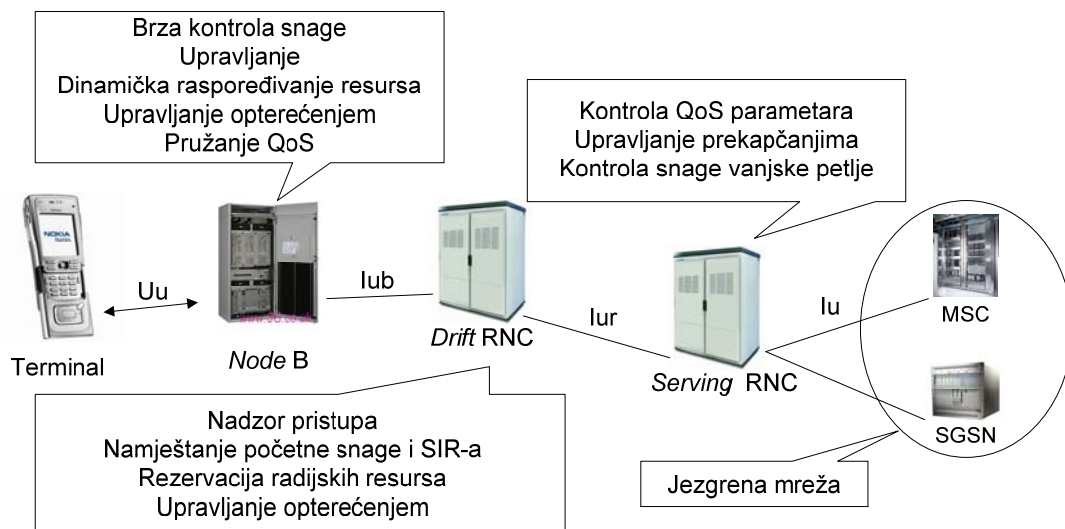 Brza kontrola snage
Upravljanje
Dinamička raspoređivanje resursa
Upravljanje opterećenjem
Pružanje QoS
Kontrola QoS parametara
Upravljanje prekapčanjima
Kontrola snage vanjske petlje
NOKIA
Uu
Iub
Iur
Iu
MSC
Terminal
Node B
Drift RNC
Serving RNC
SGSN
Nadzor pristupa
Namještanje početne snage i SIR-a
Rezervacija radijskih resursa
Upravljanje opterećenjem
Jezgrena mreža